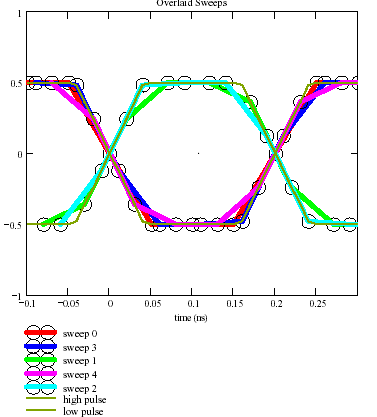 Overlaid Sweeps
1
0.5
0
−0.5
−1
−0.1 −0.05 0 0.05 0.1 0.15 0.2 0.25
time (ns)
sweep 0
sweep 3
sweep 1
sweep 4
sweep 2
high pulse
low pulse